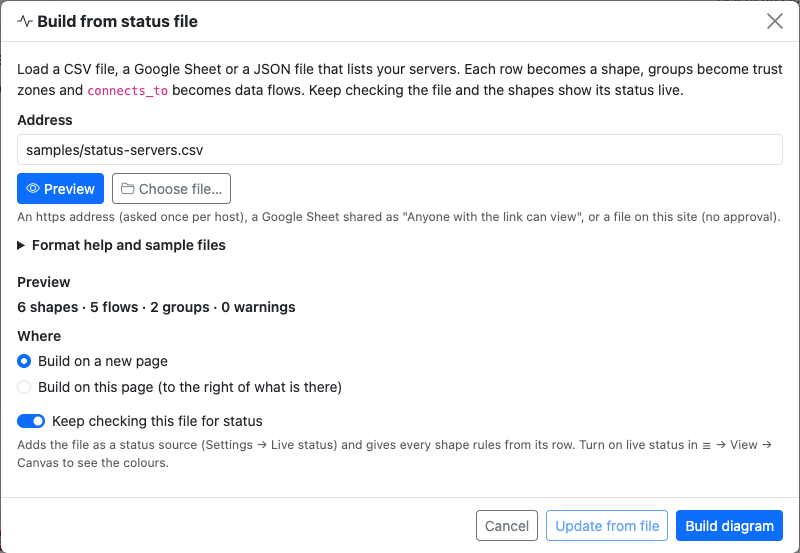 Build from status file
Load a CSV file, a Google Sheet or a JSON file that lists your servers. Each row becomes a shape, groups become trust
zones and connects_to becomes data flows. Keep checking the file and the shapes show its status live.
Address
samples/status-servers.csv
Preview
Choose file...
An https address (asked once per host), a Google Sheet shared as "Anyone with the link can view", or a file on this site (no approval).
Format help and sample files
Preview
6 shapes · 5 flows · 2 groups · 0 warnings
Where
Build on a new page
Build on this page (to the right of what is there)
Keep checking this file for status
Adds the file as a status source (Settings → Live status) and gives every shape rules from its row. Turn on live status in ≡ → View →
Canvas to see the colours.
Cancel
Update from file
Build diagram